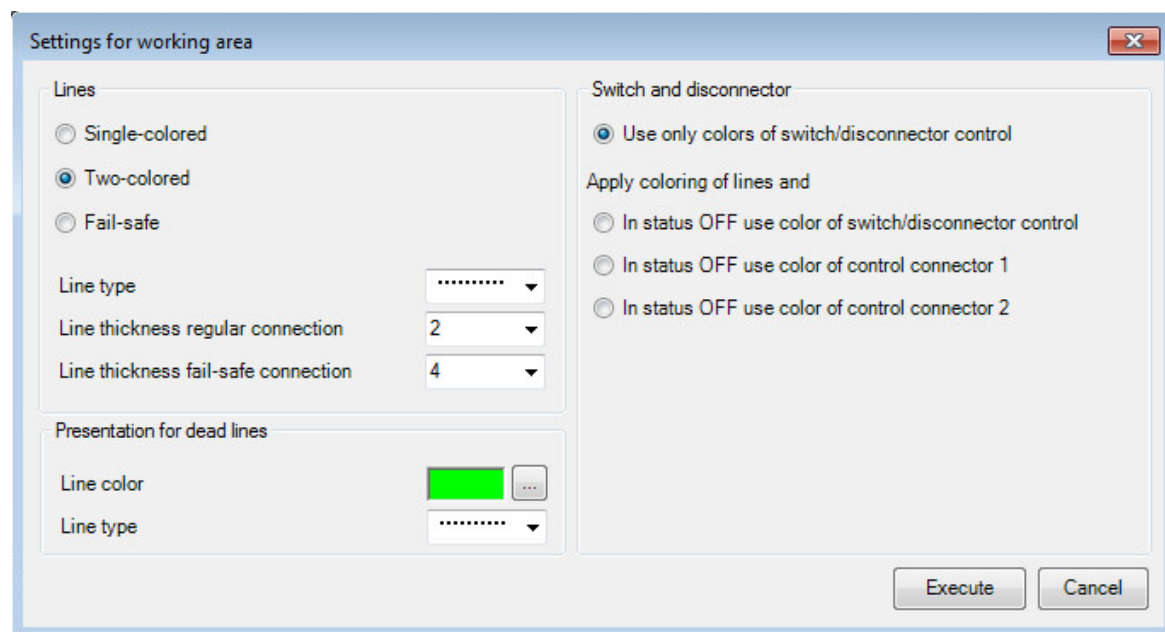 Settings for working area
Lines
Single-colored
Two-colored
Fail-safe
Line type
Line thickness regular connection
2
Line thickness fail-safe connection
4
Presentation for dead lines
Line color
...
Line type
Switch and disconnector
Use only colors of switch/disconnector control
Apply coloring of lines and
In status OFF use color of switch/disconnector control
In status OFF use color of control connector 1
In status OFF use color of control connector 2
Execute
Cancel